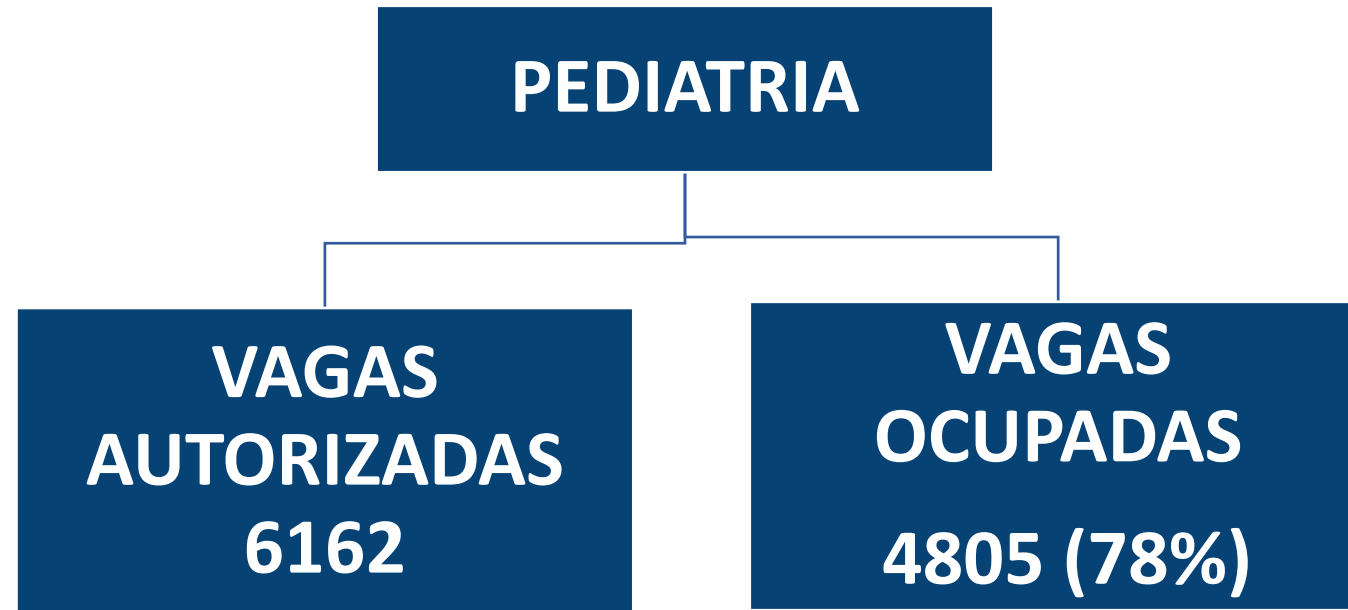 PEDIATRIA
VAGAS
AUTORIZADAS
6162
VAGAS
OCUPADAS
4805 (78%)